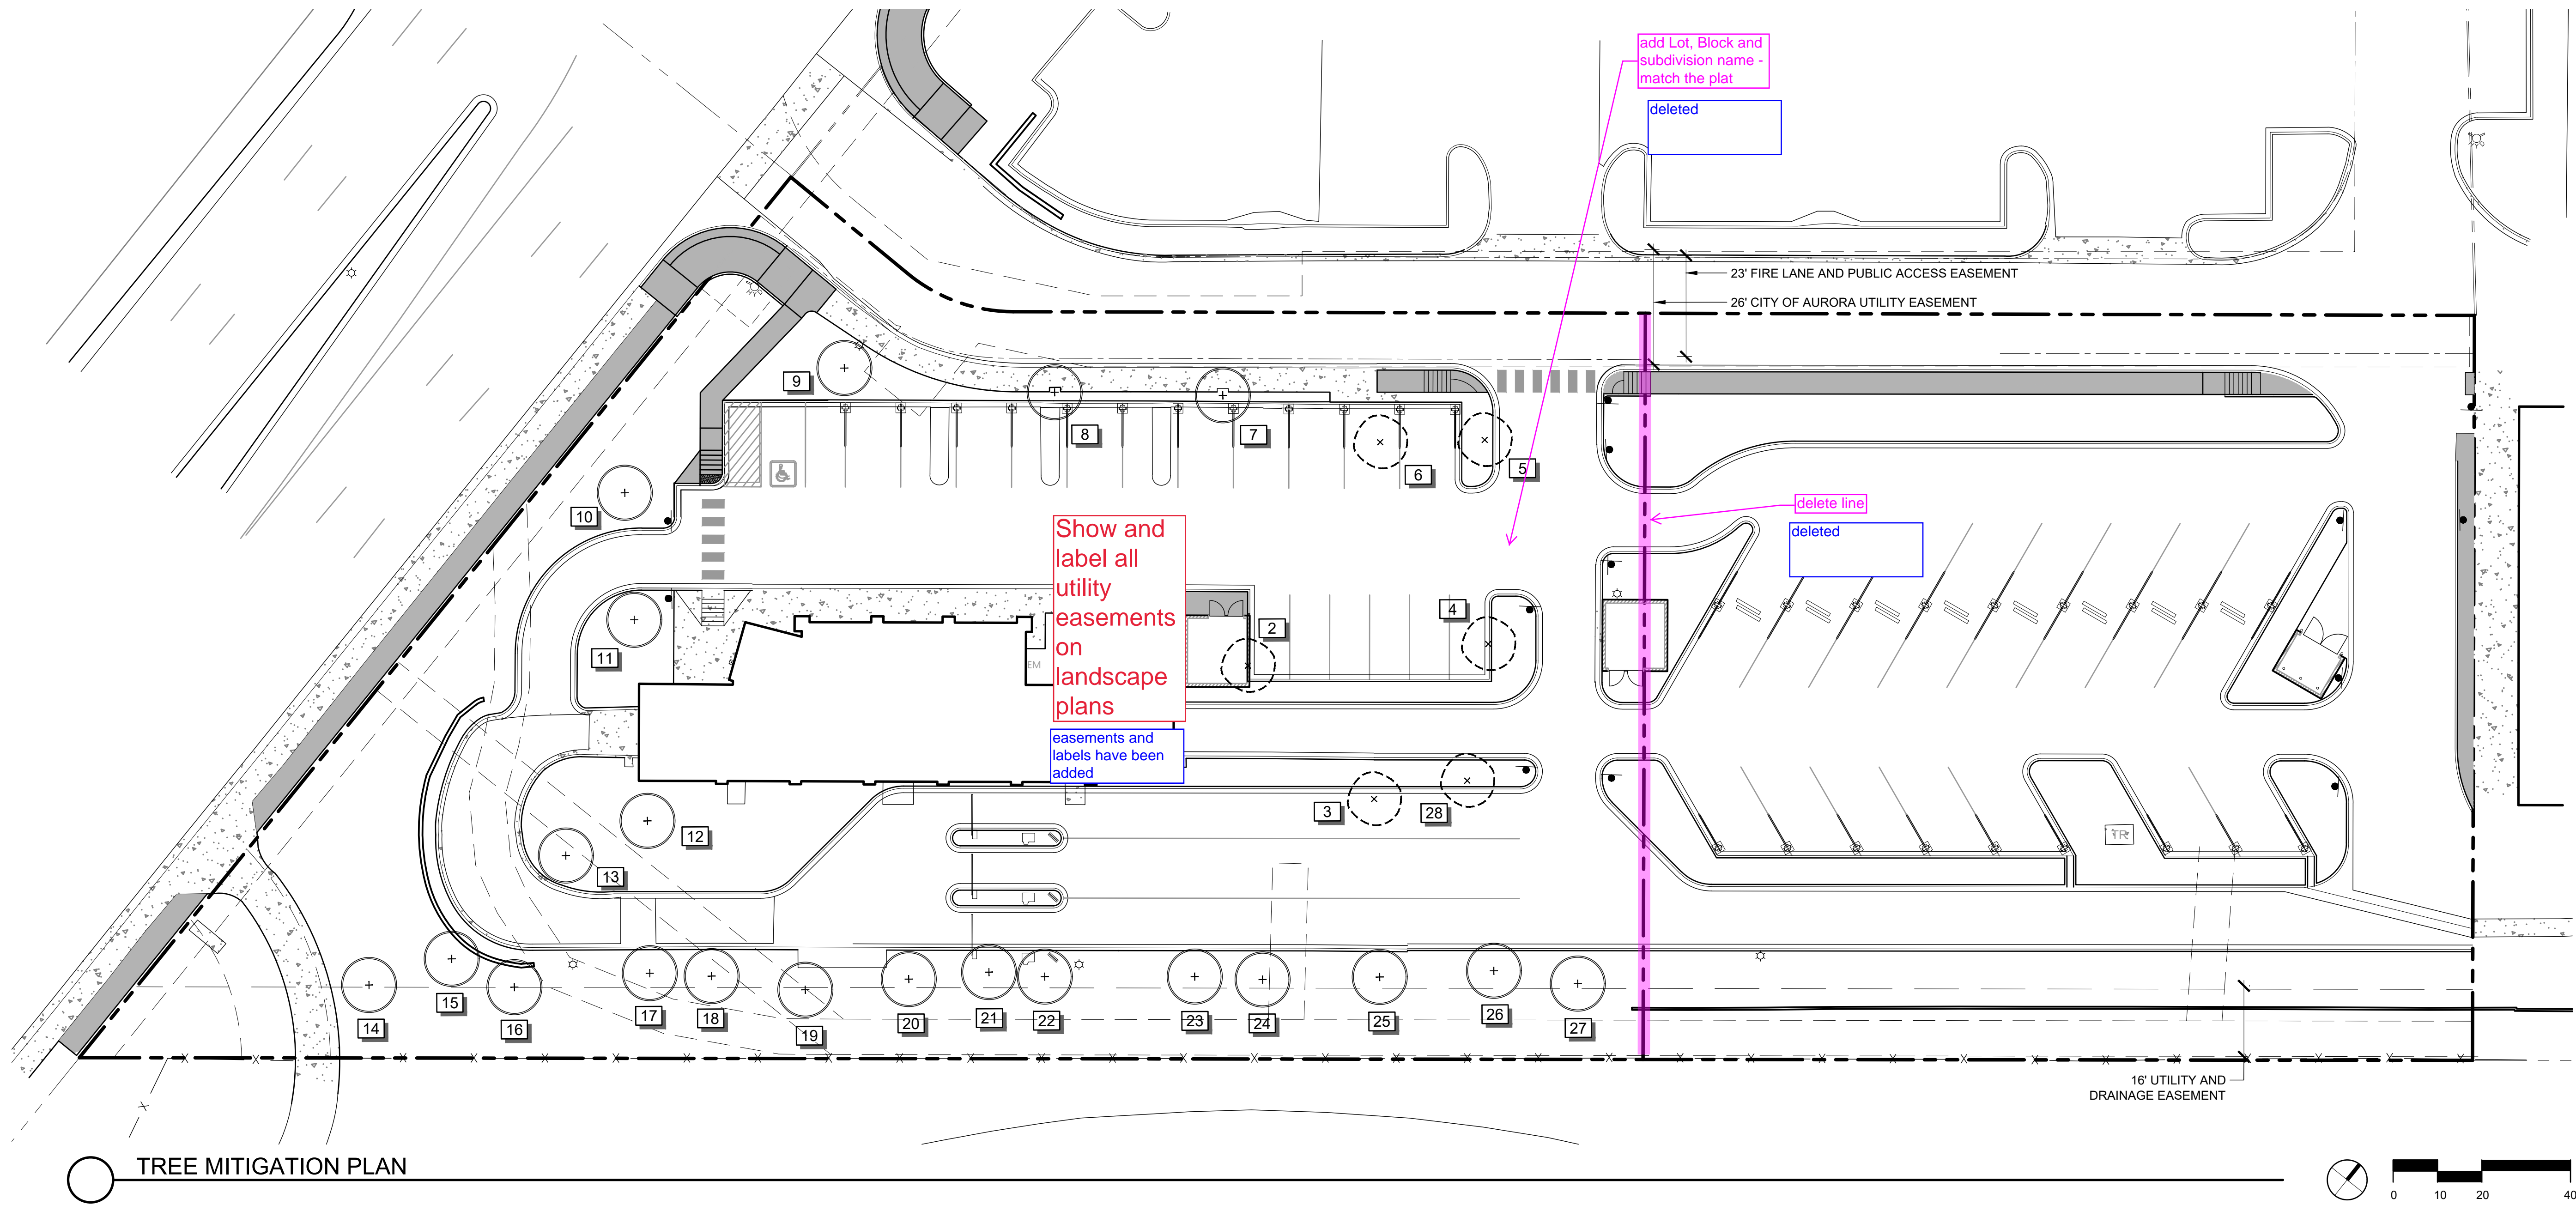 add Lot, Block and
subdivision name -
match the plat
deleted
23' FIRE LANE AND PUBLIC ACCESS EASEMENT
26' CITY OF AURORA UTILITY EASEMENT
9
8
7
6
5
delete line
deleted
10
Show and
label all
utility
easements
on
landscape
plans
4
2
11
EM
easements and
labels have been
added
3
28
12
TR
13
15
14
16
17
18
19
20
21
22
23
24
25
26
27
X
16' UTILITY AND
DRAINAGE EASEMENT
TREE MITIGATION PLAN
0 10 20 40